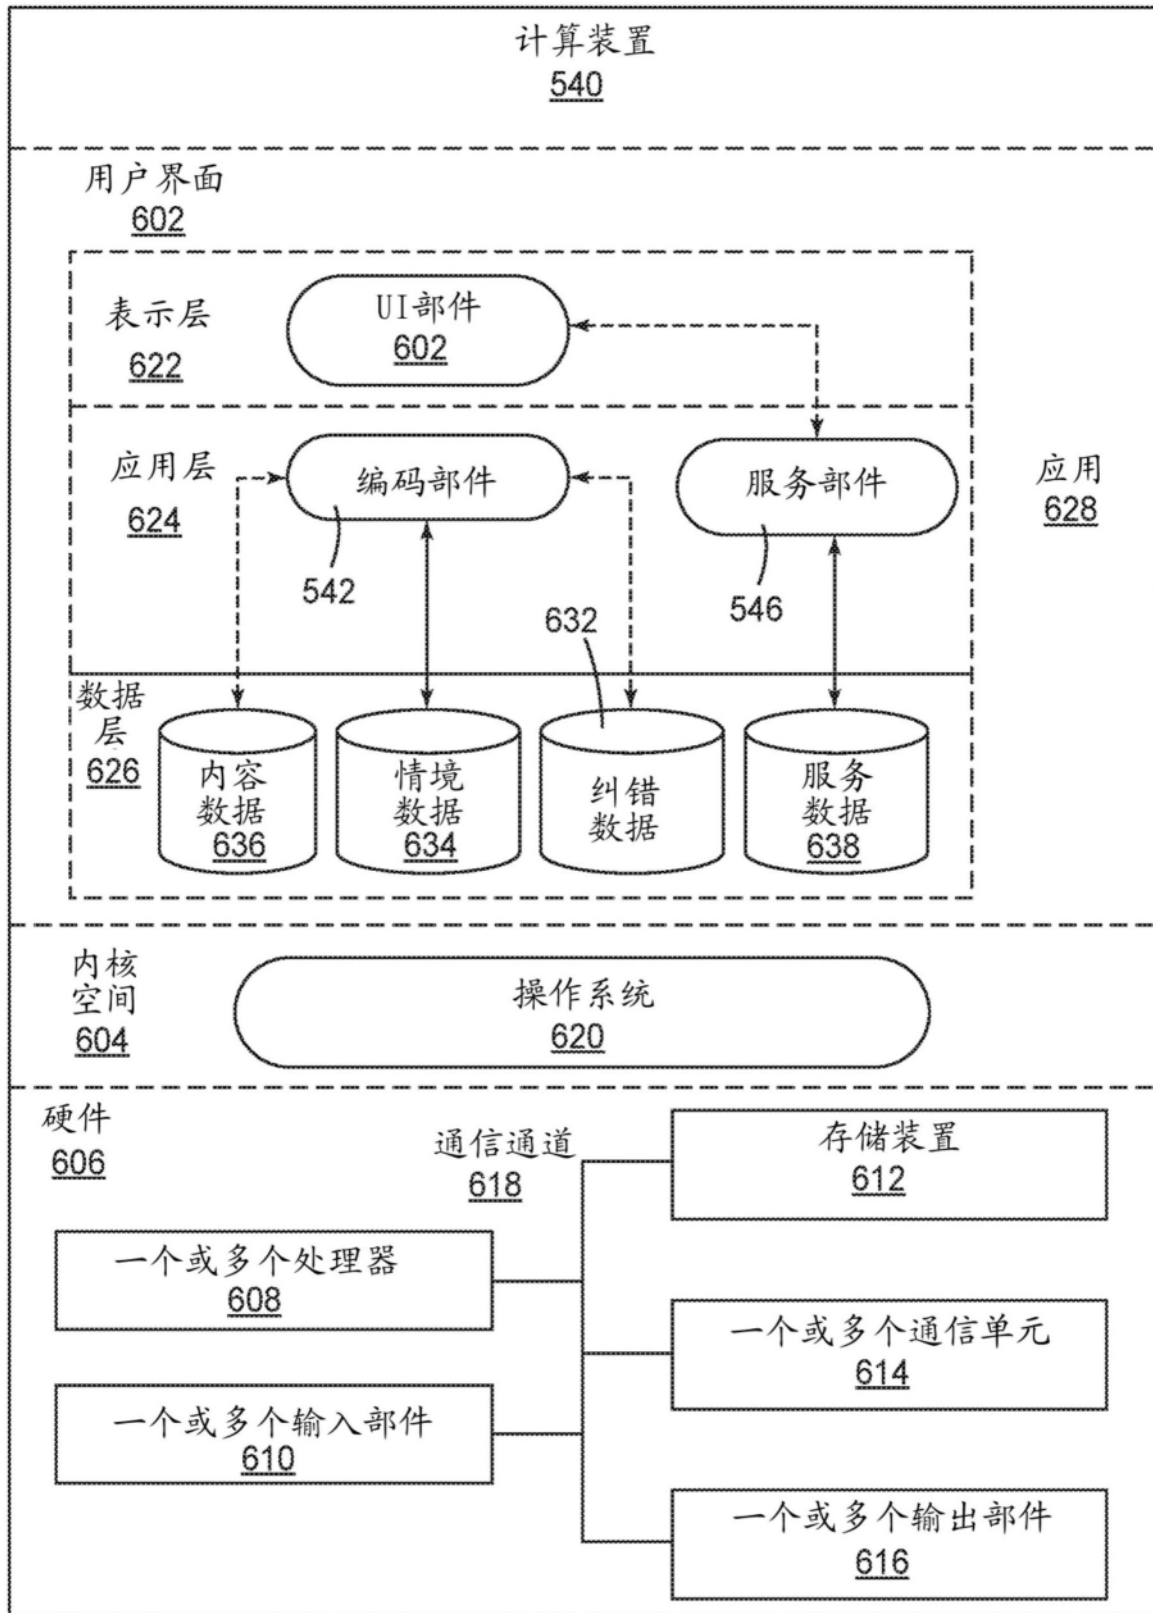 计算装置
540
用户界面
602
表示层
622
UI部件
602
应用层
624
编码部件
542
服务部件
546
应用
628
632
数据
层
626
内容
数据
636
情境
数据
634
纠错
数据
服务
数据
638
内核
空间
604
操作系统
620
硬件
606
通信通道
618
存储装置
612
一个或多个处理器
608
一个或多个通信单元
614
一个或多个输入部件
610
一个或多个输出部件
616